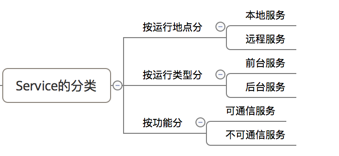 Service的分类
按运行地点分
本地服务
远程服务
按运行类型分
前台服务
后台服务
按功能分
可通信服务
不可通信服务